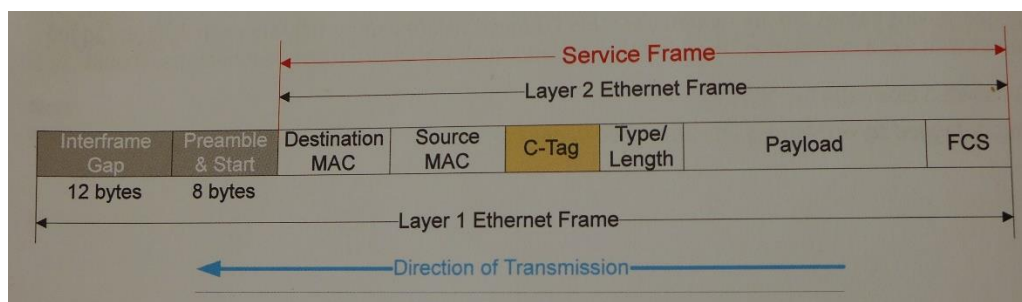 Service Frame
Layer 2 Ethernet Frame
Interframe Gap
Preamble & Start
Destination MAC
Source MAC
C-Tag
Type/ Length
Payload
FCS
12 bytes
8 bytes
Layer 1 Ethernet Frame
Direction of Transmission